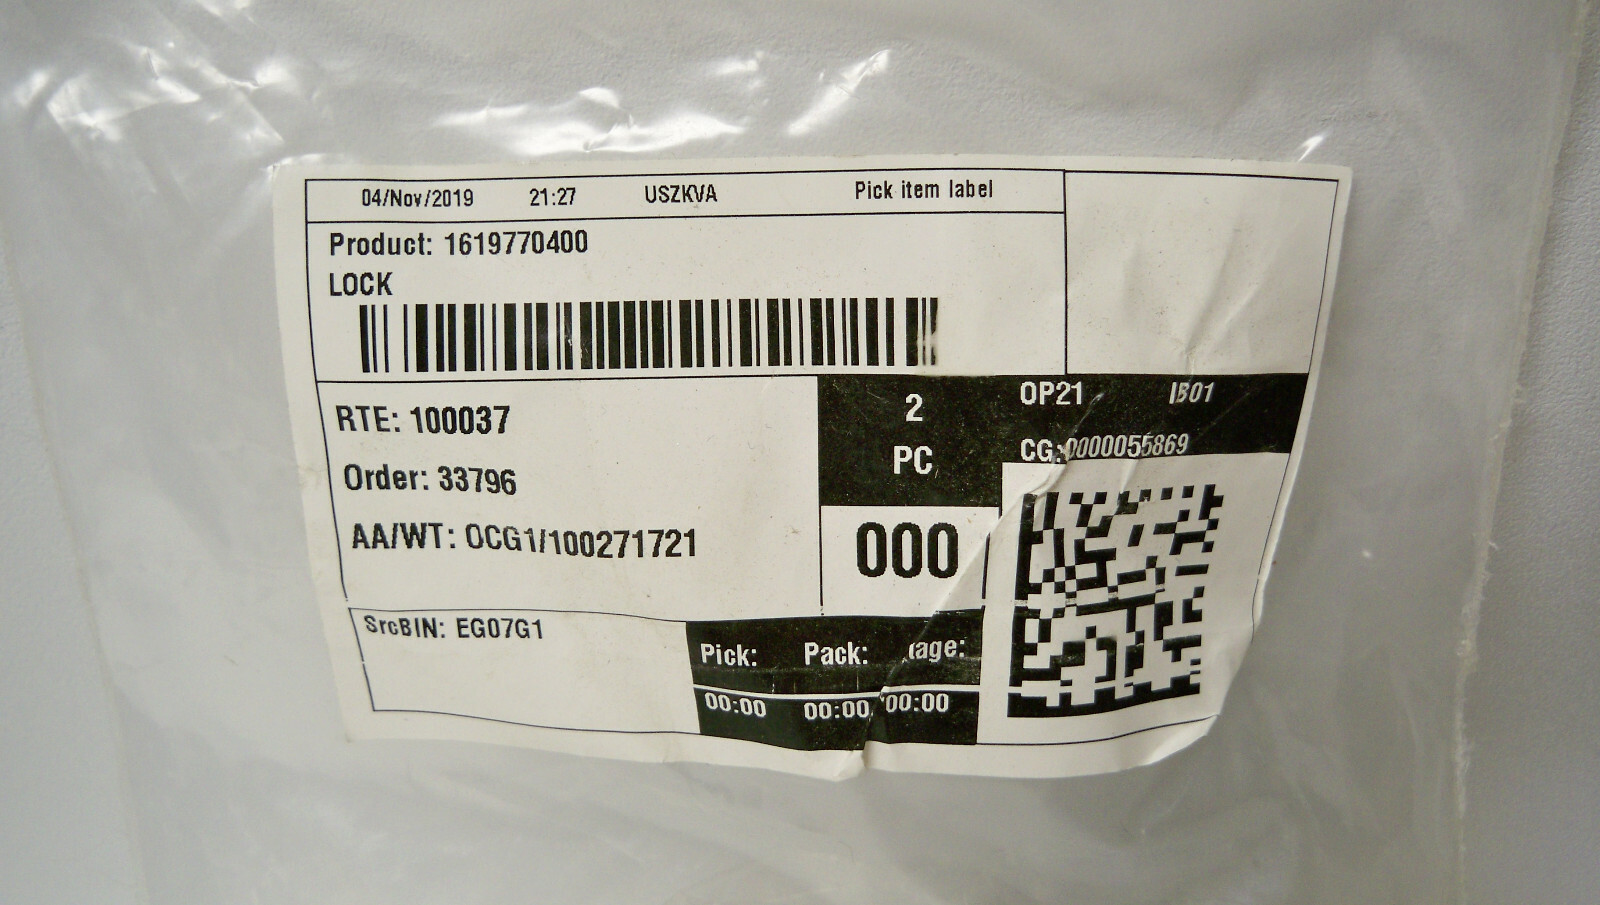 04/Nov/2019 21:27 USZKVA Pick item label
Product: 1619770400
LOCK
RTE: 100037
Order: 33796
AA/WT: OCG1/100271721
2
PC
OP21 IB01
CG:0000055869
000
SrcBIN: EG07G1
Pick: Pack: tage:
00:00 00:00 00:00